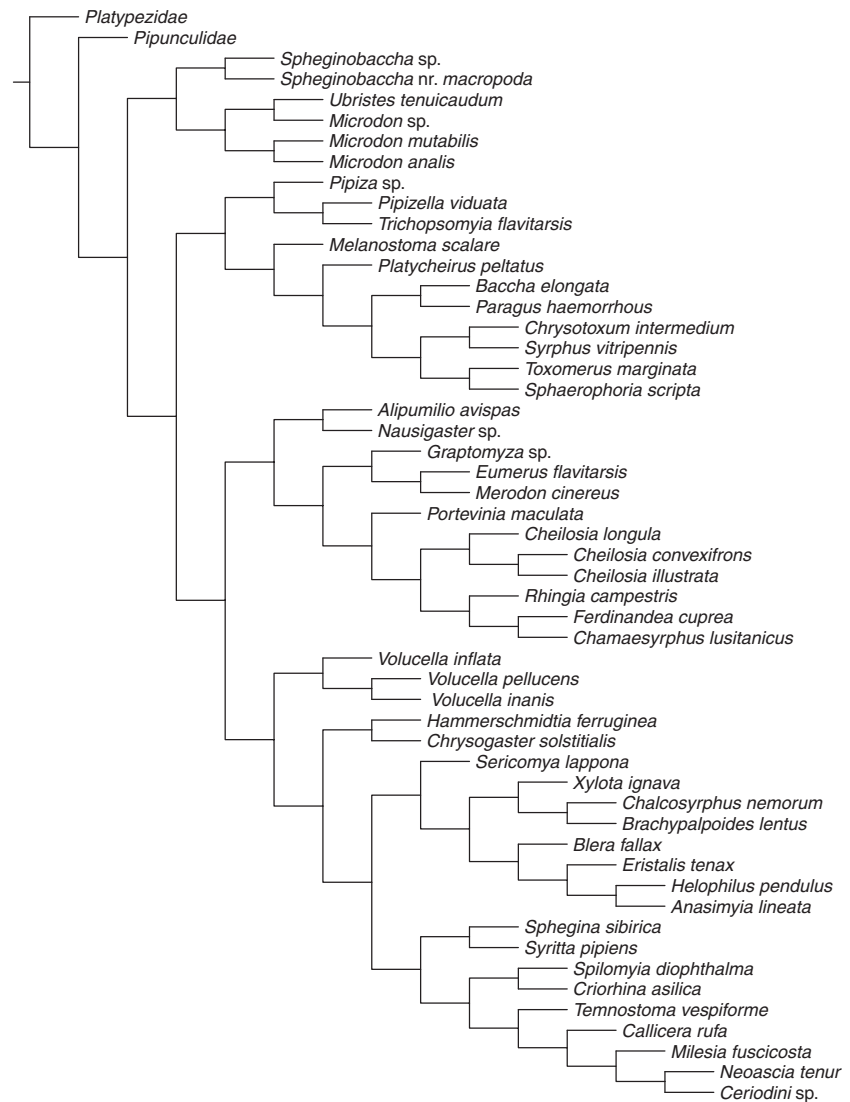 Platypezidae
Pipunculidae
Spheginobaccha sp.
Spheginobaccha nr. macropoda
Ubristes tenuicaudum
Microdon sp.
Microdon mutabilis
Microdon analis
Pipiza sp.
Pipizella viduata
Trichopsomyia flavitarsis
Melanostoma scalare
Platycheirus peltatus
Baccha elongata
Paragus haemorrhous
Chrysotoxum intermedium
Syrphus vitripennis
Toxomerus marginata
Sphaerophoria scripta
Alipumilio avispas
Nausigaster sp.
Graptomyza sp.
Eumerus flavitarsis
Merodon cinereus
Portevinia maculata
Cheilosia longula
Cheilosia convexifrons
Cheilosia illustrata
Rhingia campestris
Ferdinandea cuprea
Chamaesyrphus lusitanicus
Volucella inflata
Volucella pellucens
Volucella inanis
Hammerschmidtia ferruginea
Chrysogaster solstitialis
Sericomya lappona
Xylota ignava
Chalcosyrphus nemorum
Brachypalpoides lentus
Blera fallax
Eristalis tenax
Helophilus pendulus
Anasimyia lineata
Sphegina sibirica
Syritta pipiens
Spilomyia diophthalma
Criorhina asilica
Temnostoma vespiforme
Callicera rufa
Milesia fuscicosta
Neoascia tenur
Ceriodini sp.